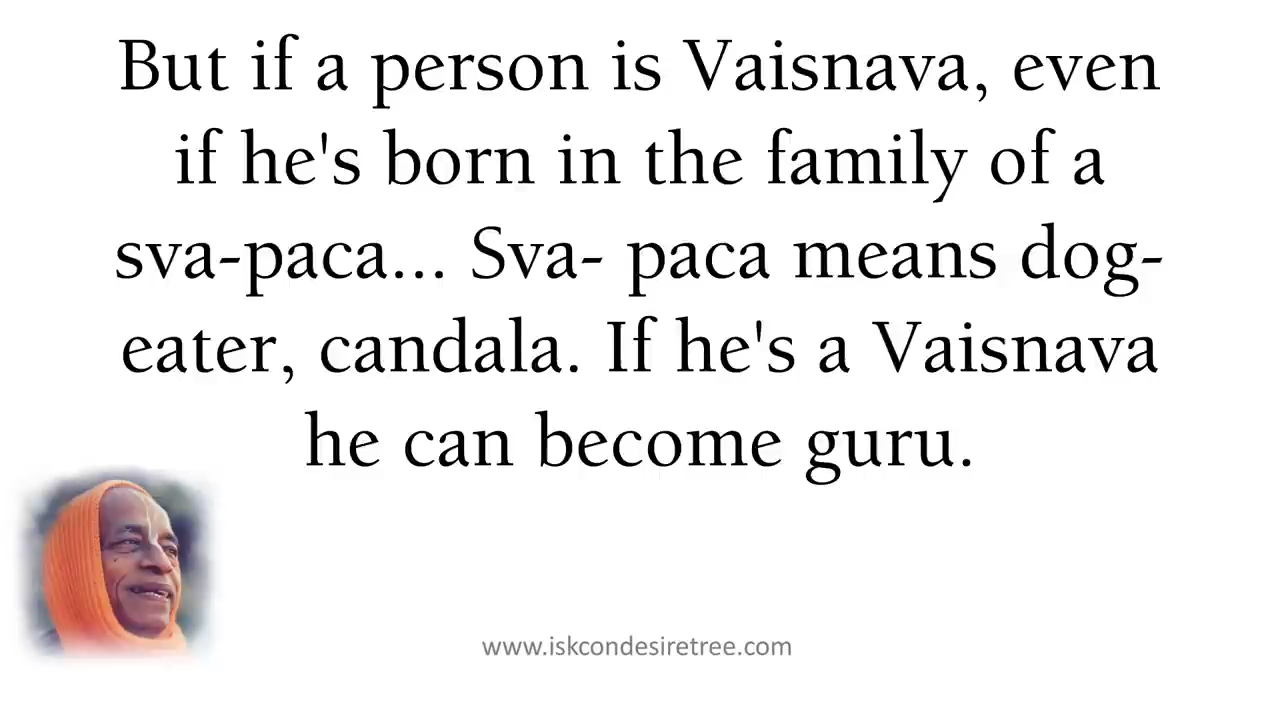 But if a person is Vaisnava, even
if he's born in the family of a
sva-paca... Sva- paca means dog-
eater, candala. If he's a Vaisnava
he can become guru.
www.iskcondesiretree.com